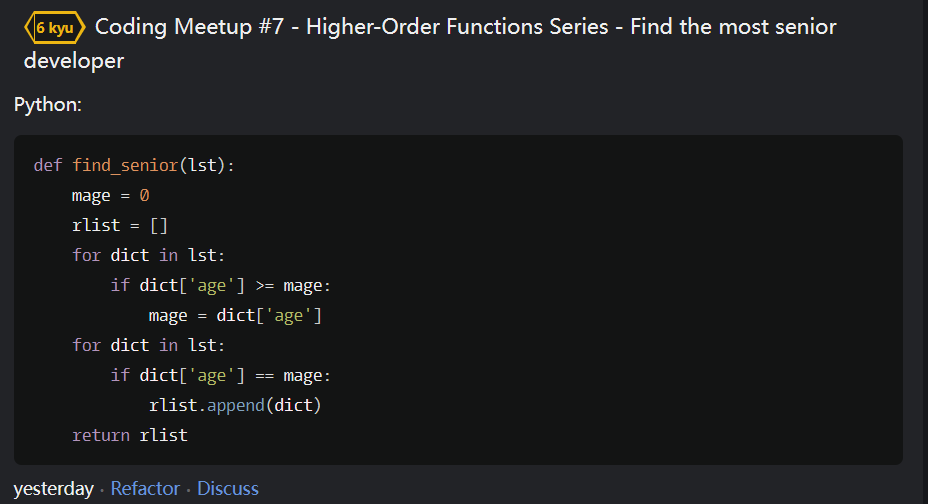 6 kyu Coding Meetup #7 - Higher-Order Functions Series - Find the most senior
developer
Python:
def find_senior(lst):
    mage = 0
    rlist = []
    for dict in lst:
        if dict['age'] >= mage:
            mage = dict['age']
    for dict in lst:
        if dict['age'] == mage:
            rlist.append(dict)
    return rlist
yesterday · Refactor · Discuss